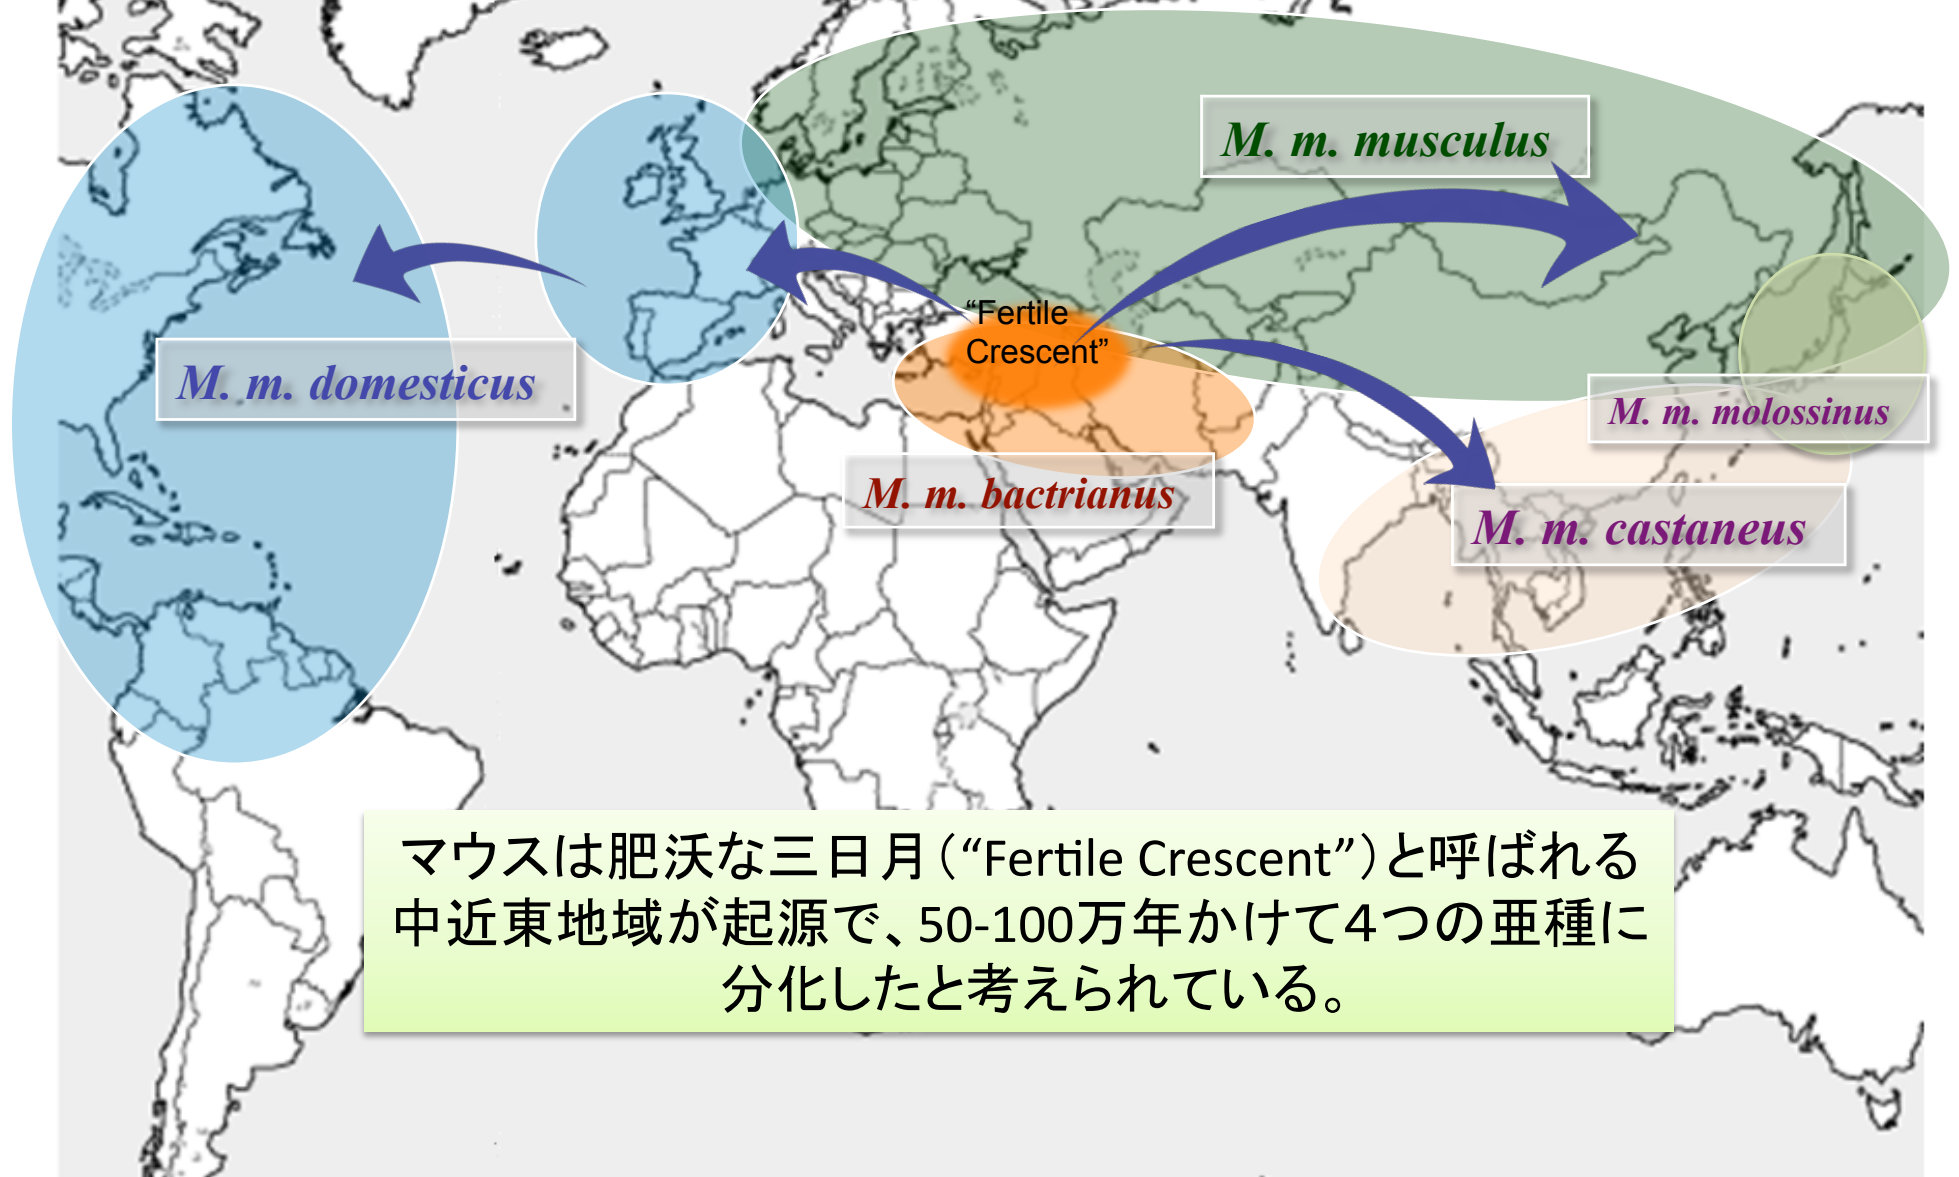 M. m. musculus
"Fertile
Crescent"
M. m. domesticus
M. m. molossinus
M. m. bactrianus
M. m. castaneus
マウスは肥沃な三日月（“Fertile Crescent”）と呼ばれる
中近東地域が起源で、50-100万年かけて４つの亜種に
分化したと考えられている。